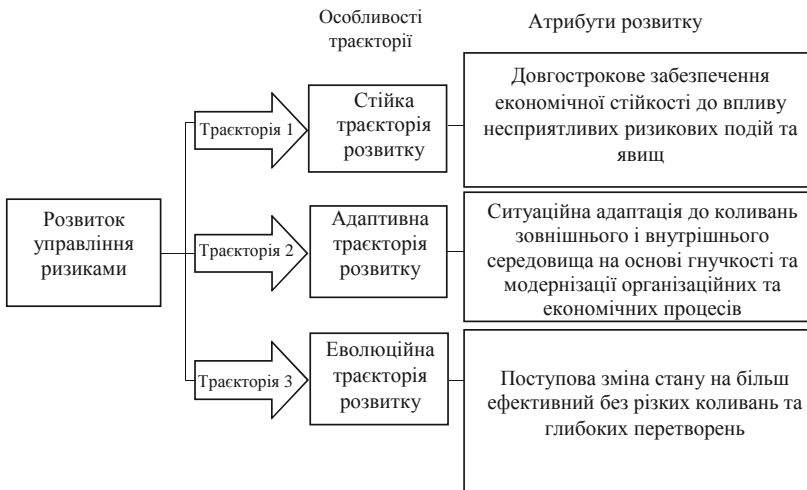 Особливості
траєкторії
Атрибути розвитку
Розвиток
управління
ризиками
Траєкторія 1
Стійка
траєкторія
розвитку
Довгострокове забезпечення
економічної стійкості до впливу
несприятливих ризикових подій та
явищ
Траєкторія 2
Адаптивна
траєкторія
розвитку
Ситуаційна адаптація до коливань
зовнішнього і внутрішнього
середовища на основі гнучкості та
модернізації організаційних та
економічних процесів
Траєкторія 3
Еволюційна
траєкторія
розвитку
Поступова зміна стану на більш
ефективний без різких коливань та
глибоких перетворень